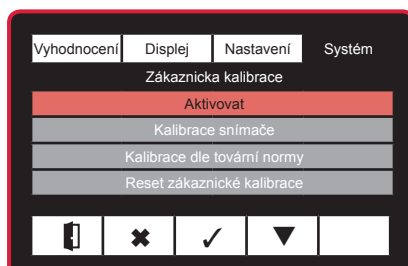 Vyhodnocení Displej Nastavení Systém
Zákaznicka kalibrace
Aktivovat
Kalibrace snímače
Kalibrace dle tovární normy
Reset zákaznické kalibrace